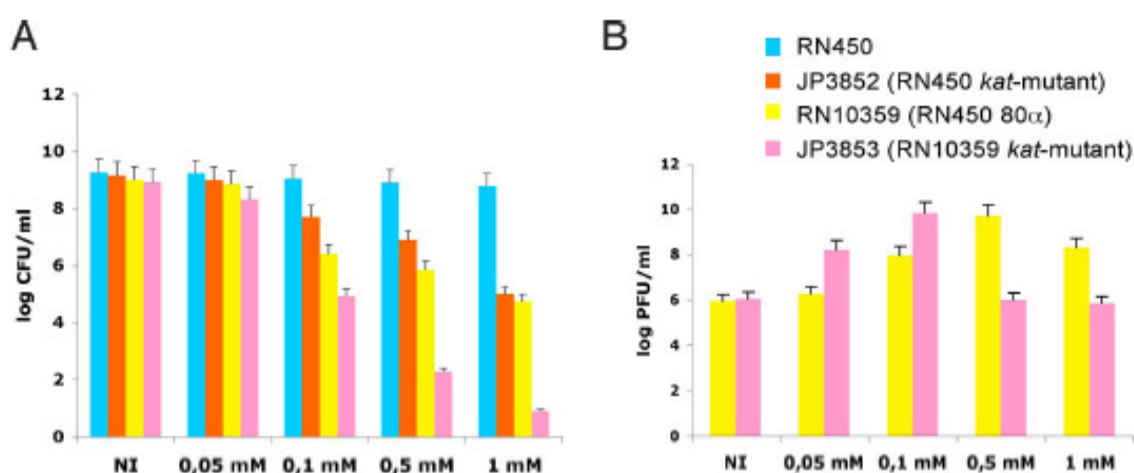 A
log CFU/ml
12
10
8
6
4
2
0
NI 0,05 mM 0,1 mM 0,5 mM 1 mM
B
RN450
JP3852 (RN450 kat-mutant)
RN10359 (RN450 80α)
JP3853 (RN10359 kat-mutant)
log PFU/ml
12
10
8
6
4
2
0
NI 0,05 mM 0,1 mM 0,5 mM 1 mM